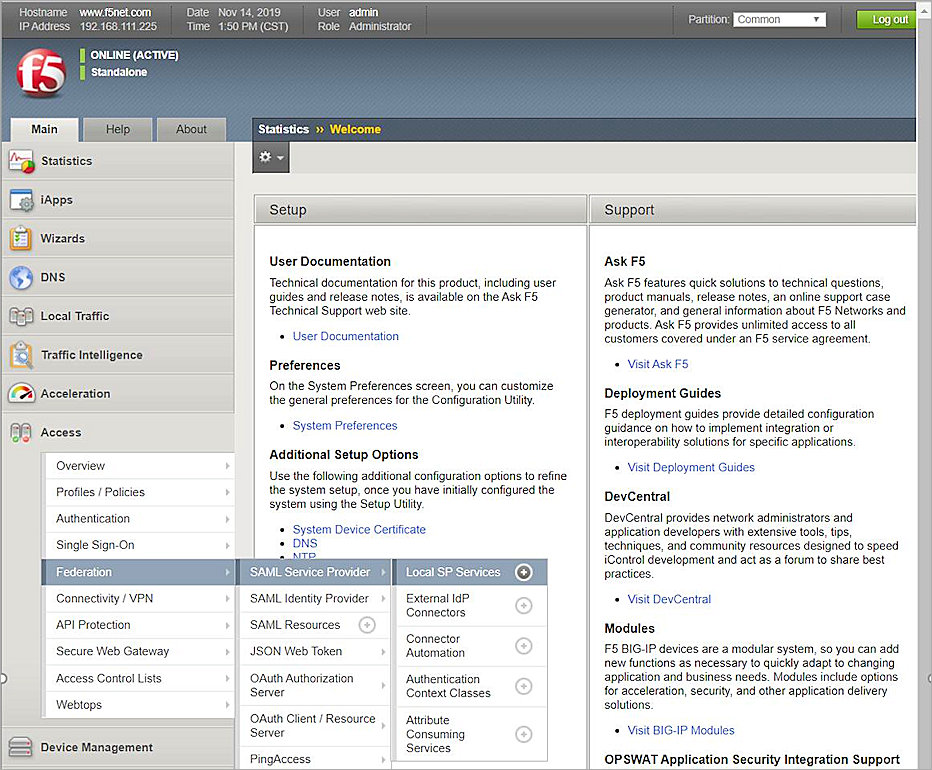 Hostname www.f5net.com Date Nov 14, 2019 User admin
IP Address 192.168.111.225 Time 1:50 PM (CST) Role Administrator
Partition: Common
Log out
f5
ONLINE (ACTIVE)
Standalone
Main Help About
Statistics ›› Welcome
Statistics
iApps
Wizards
DNS
Local Traffic
Traffic Intelligence
Acceleration
Access
Overview
Profiles / Policies
Authentication
Single Sign-On
Federation
Connectivity / VPN
API Protection
Secure Web Gateway
Access Control Lists
Webtops
Device Management
SAML Service Provider
SAML Identity Provider
SAML Resources
JSON Web Token
OAuth Authorization
Server
OAuth Client / Resource
Server
PingAccess
Local SP Services
External IdP
Connectors
Connector
Automation
Authentication
Context Classes
Attribute
Consuming
Services
Setup
User Documentation
Technical documentation for this product, including user
guides and release notes, is available on the Ask F5
Technical Support web site.
• User Documentation
Preferences
On the System Preferences screen, you can customize
the general preferences for the Configuration Utility.
• System Preferences
Additional Setup Options
Use the following additional configuration options to refine
the system setup, once you have initially configured the
system using the Setup Utility.
• System Device Certificate
• DNS
• NTP
Support
Ask F5
Ask F5 features quick solutions to technical questions,
product manuals, release notes, an online support case
generator, and general information about F5 Networks and
products. Ask F5 provides unlimited access to all
customers covered under an F5 service agreement.
• Visit Ask F5
Deployment Guides
F5 deployment guides provide detailed configuration
guidance on how to implement integration or
interoperability solutions for specific applications.
• Visit Deployment Guides
DevCentral
DevCentral provides network administrators and
application developers with extensive tools, tips,
techniques, and community resources designed to speed
iControl development and act as a forum to share best
practices.
• Visit DevCentral
Modules
F5 BIG-IP devices are a modular system, so you can add
new functions as necessary to quickly adapt to changing
application and business needs. Modules include options
for acceleration, security, and other application delivery
solutions.
• Visit BIG-IP Modules
OPSWAT Application Security Integration Support